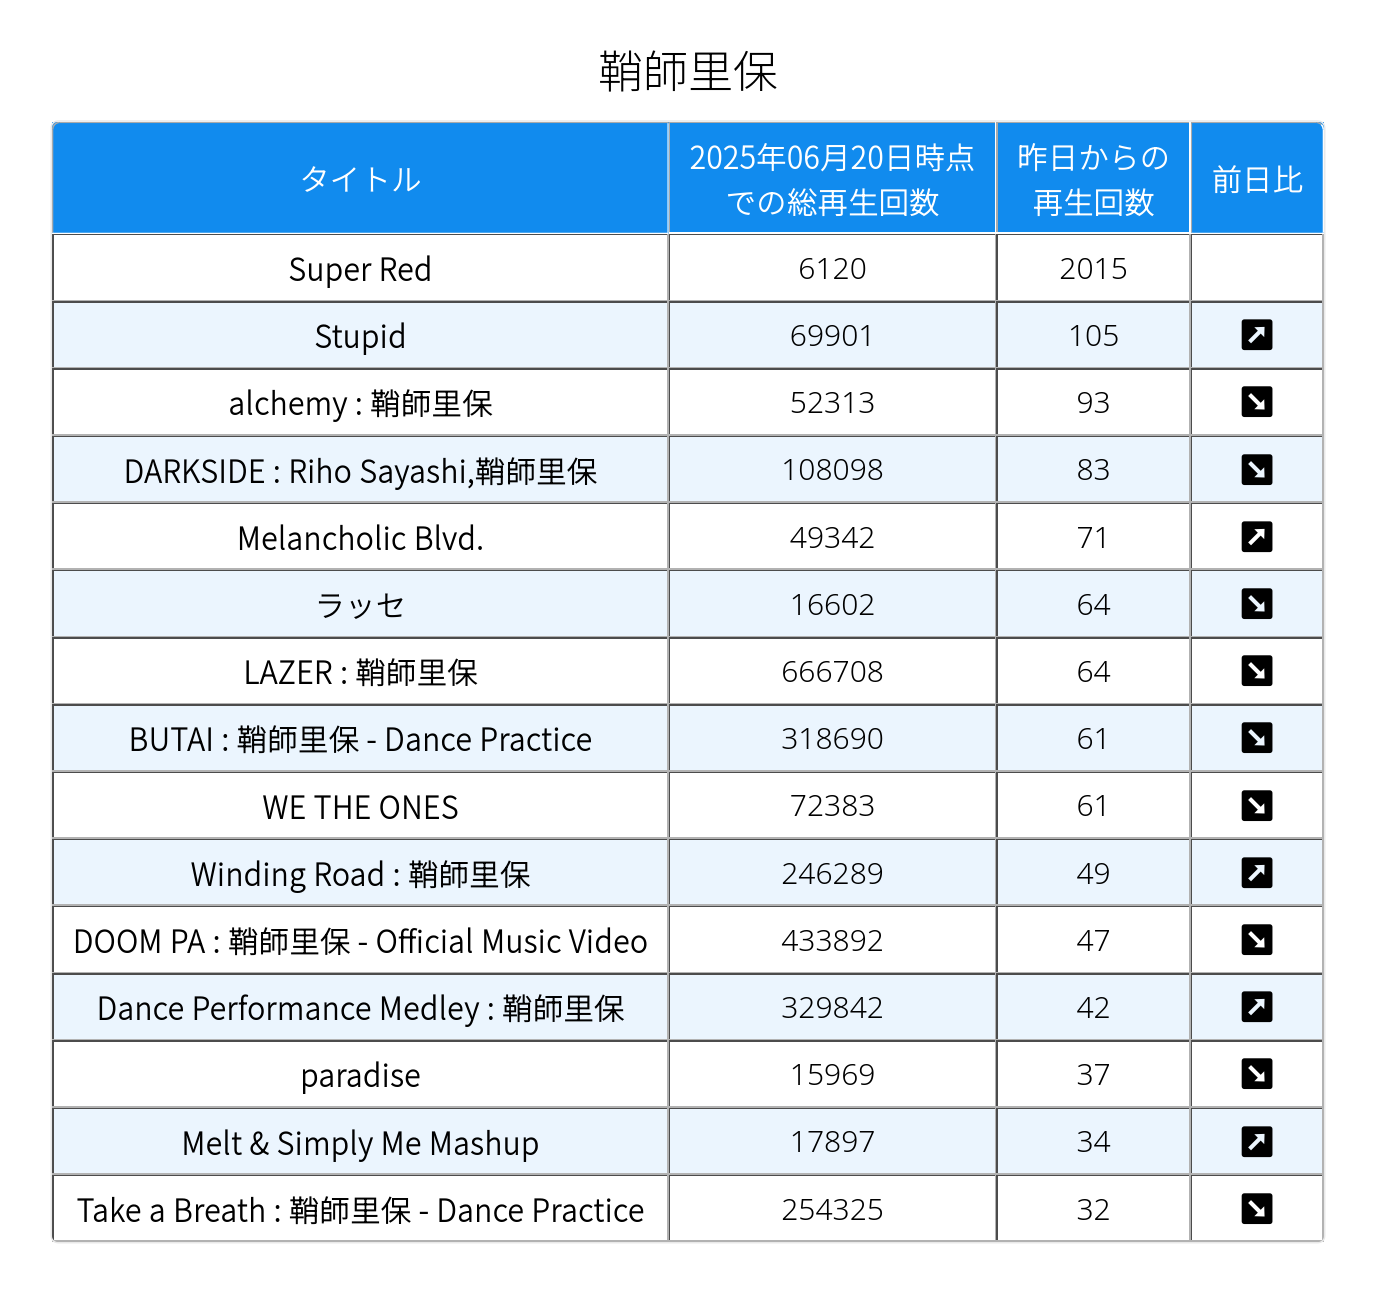 鞘師里保
タイトル 2025年06月20日時点 昨日からの 前日比
での総再生回数 再生回数
Super Red 6120 2015
Stupid 69901 105
alchemy : 鞘師里保 52313 93
DARKSIDE : Riho Sayashi,鞘師里保 108098 83
Melancholic Blvd. 49342 71
ラッセ 16602 64
LAZER : 鞘師里保 666708 64
BUTAI : 鞘師里保 - Dance Practice 318690 61
WE THE ONES 72383 61
Winding Road : 鞘師里保 246289 49
DOOM PA : 鞘師里保 - Official Music Video 433892 47
Dance Performance Medley : 鞘師里保 329842 42
paradise 15969 37
Melt & Simply Me Mashup 17897 34
Take a Breath : 鞘師里保 - Dance Practice 254325 32